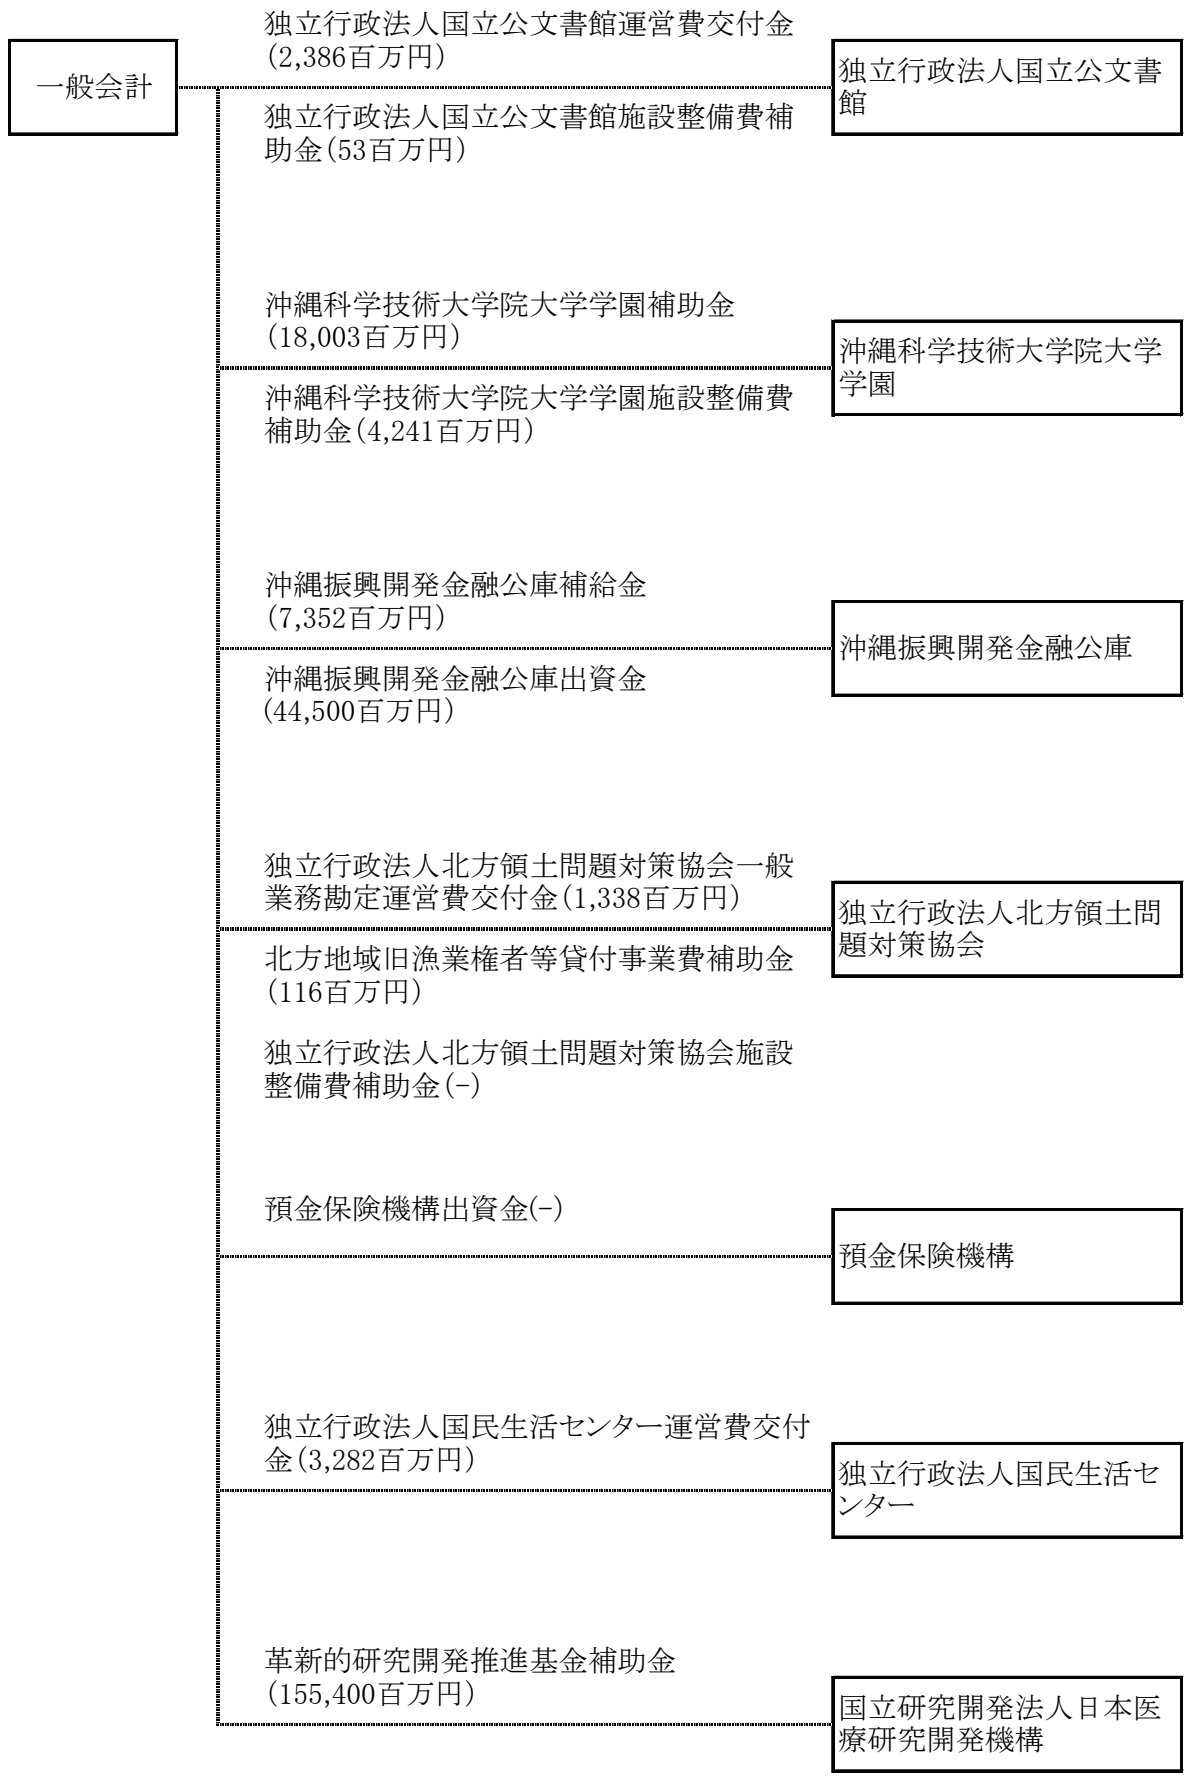 独立行政法人国立公文書館運営費交付金
(2,386百万円)
一般会計
独立行政法人国立公文書
館
独立行政法人国立公文書館施設整備費補
助金(53百万円)
沖縄科学技術大学院大学学園補助金
(18,003百万円)
沖縄科学技術大学院大学
学園
沖縄科学技術大学院大学学園施設整備費
補助金(4,241百万円)
沖縄振興開発金融公庫補給金
(7,352百万円)
沖縄振興開発金融公庫
沖縄振興開発金融公庫出資金
(44,500百万円)
独立行政法人北方領土問題対策協会一般
業務勘定運営費交付金(1,338百万円)
独立行政法人北方領土問
題対策協会
北方地域旧漁業権者等貸付事業費補助金
(116百万円)
独立行政法人北方領土問題対策協会施設
整備費補助金(-)
預金保険機構出資金(-)
預金保険機構
独立行政法人国民生活センター運営費交付
金(3,282百万円)
独立行政法人国民生活セ
ンター
革新的研究開発推進基金補助金
(155,400百万円)
国立研究開発法人日本医
療研究開発機構